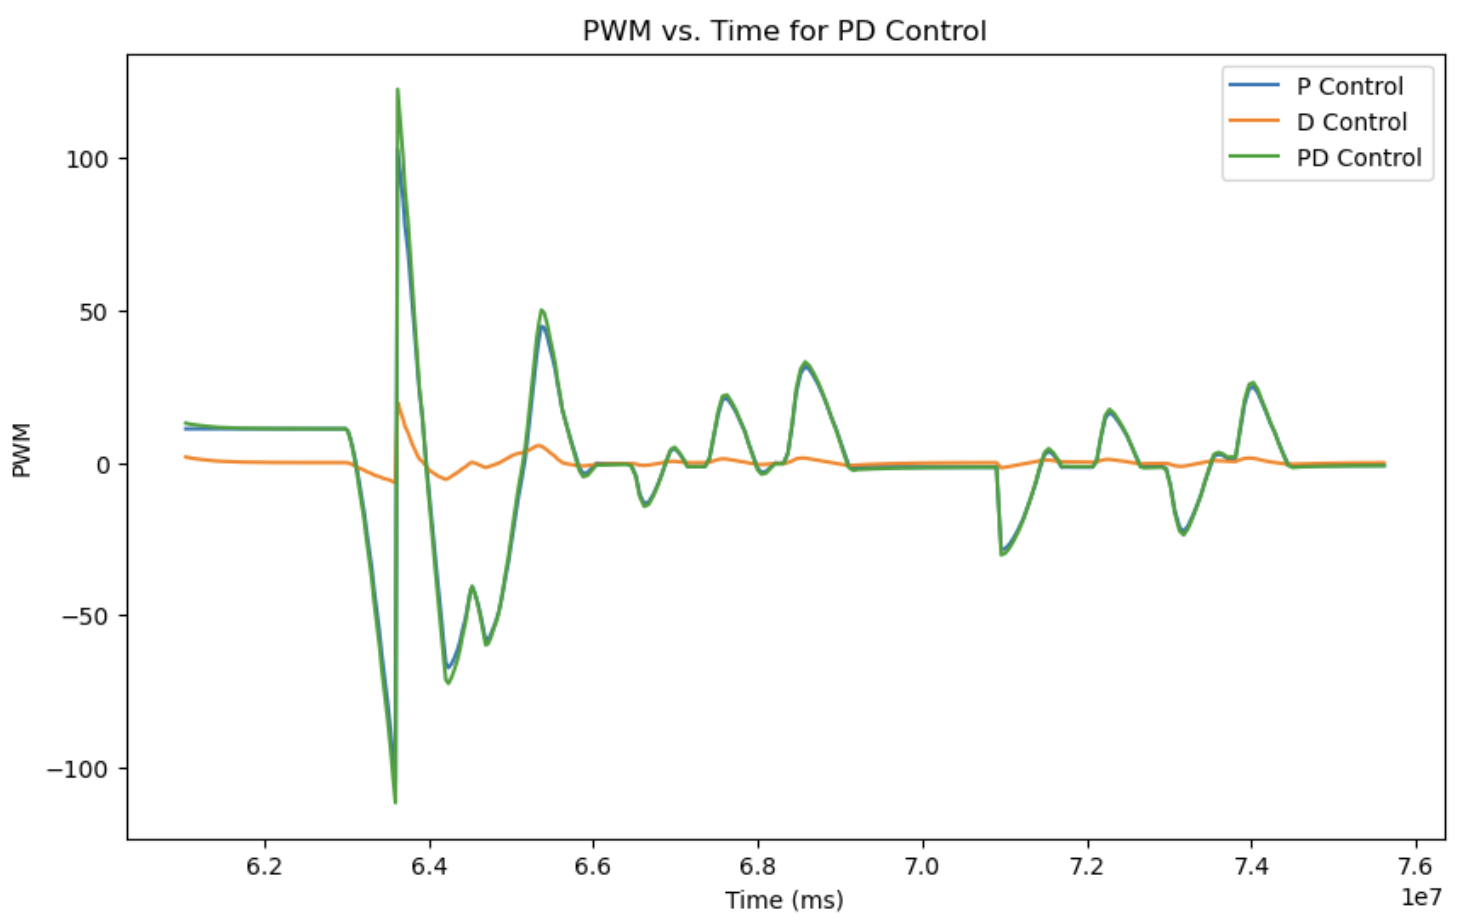 PWM vs. Time for PD Control
P Control
D Control
PD Control
PWM
100
50
0
−50
−100
6.2 6.4 6.6 6.8 7.0 7.2 7.4 7.6
1e7
Time (ms)